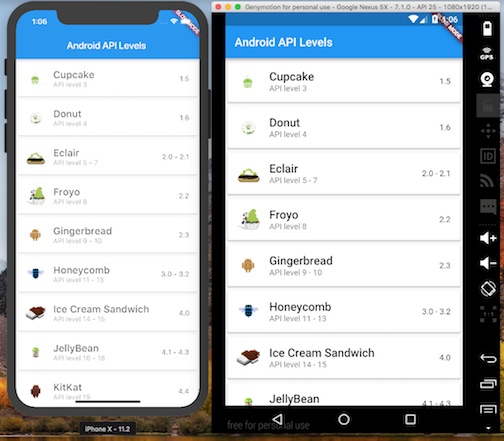 1:06
SLOW MODE
Android API Levels
Cupcake
API level 3
1.5
Donut
API level 4
1.6
Eclair
API level 5 - 7
2.0 - 2.1
Froyo
API level 8
2.2
Gingerbread
API level 9 - 10
2.3
Honeycomb
API level 11 - 13
3.0 - 3.2
Ice Cream Sandwich
API level 14 - 15
4.0
JellyBean
API level 16 - 18
4.1 - 4.3
KitKat
API level 19
4.4
iPhone X - 11.2
Genymotion for personal use - Google Nexus 5X - 7.1.0 - API 25 - 1080x1920 (1...
1:06
MODE
Android API Levels
Cupcake
API level 3
1.5
Donut
API level 4
1.6
Eclair
API level 5 - 7
2.0 - 2.1
Froyo
API level 8
2.2
Gingerbread
API level 9 - 10
2.3
Honeycomb
API level 11 - 13
3.0 - 3.2
Ice Cream Sandwich
API level 14 - 15
4.0
JellyBean
4.1 - 4.3
free for personal use
GPS
ID
1:1